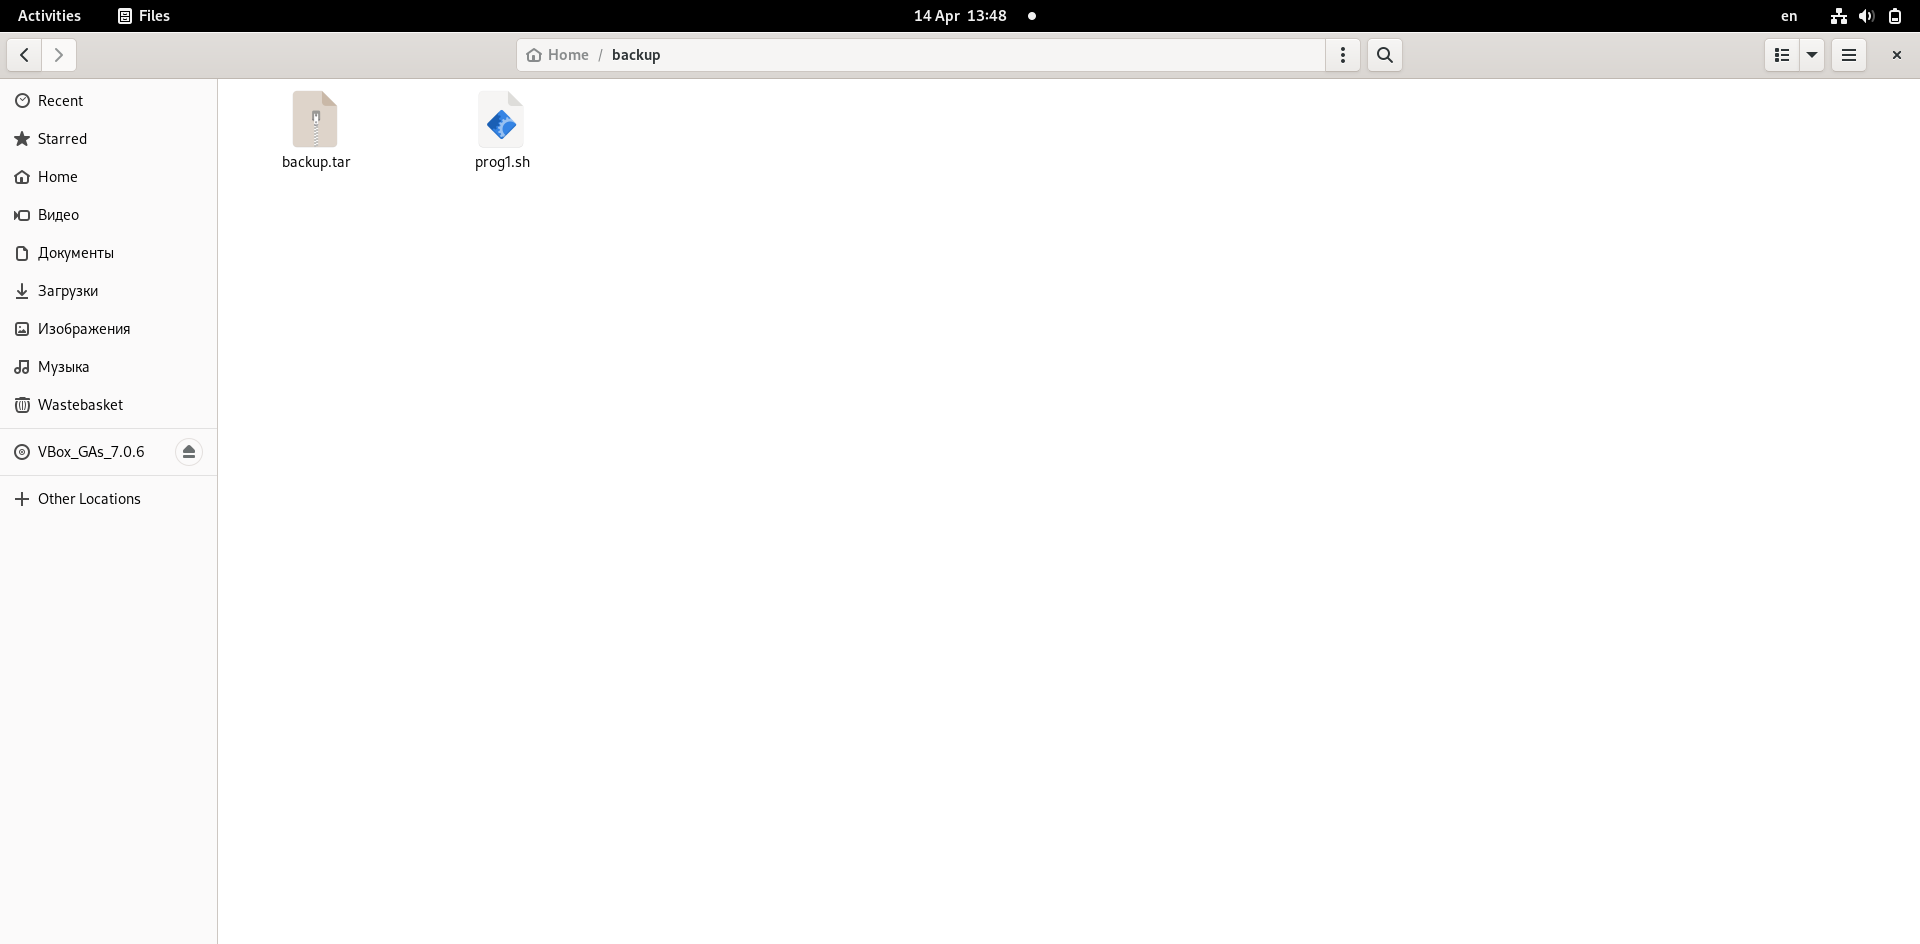 Activities Files 14 Apr 13:48 en
Home / backup
Recent
Starred
Home
Видео
Документы
Загрузки
Изображения
Музыка
Wastebasket
VBox_GAs_7.0.6
Other Locations
backup.tar prog1.sh